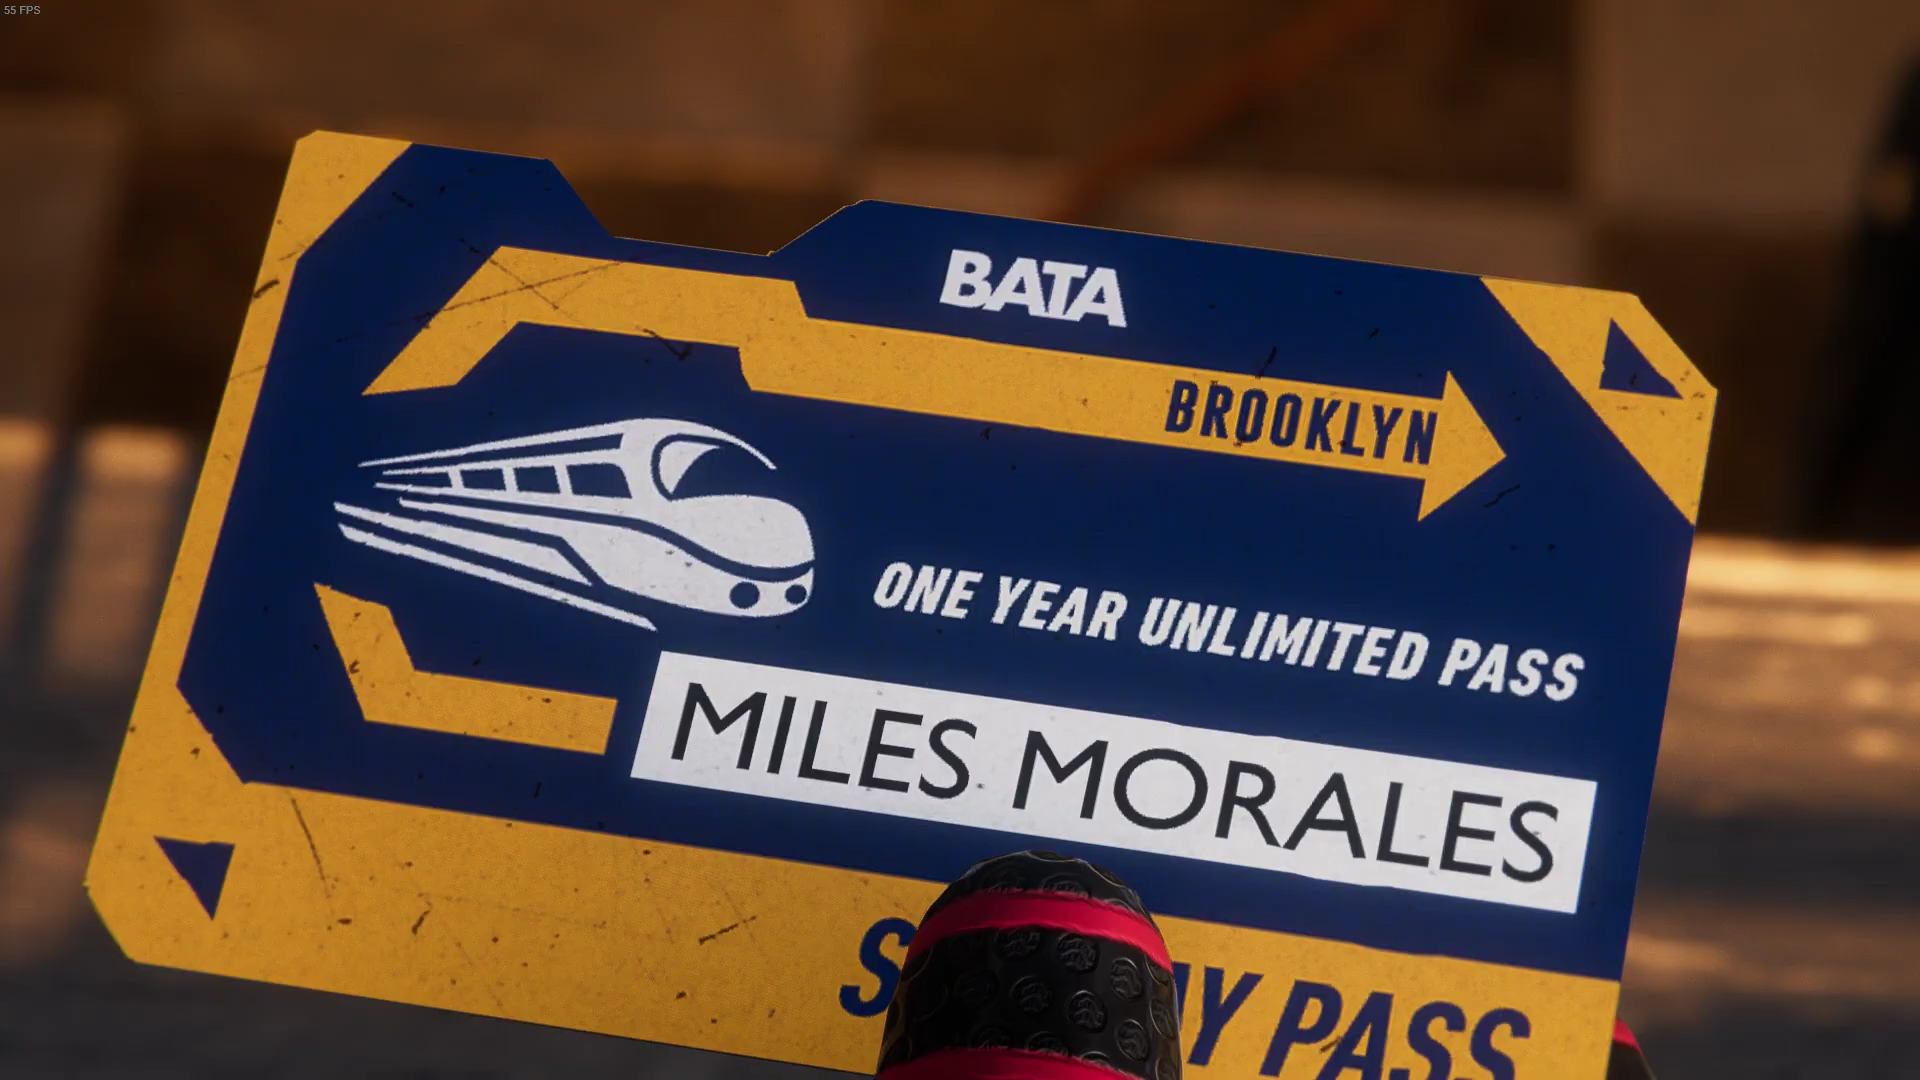 55 FPS
BATA
BROOKLYN
ONE YEAR UNLIMITED PASS
MILES MORALES
PASS